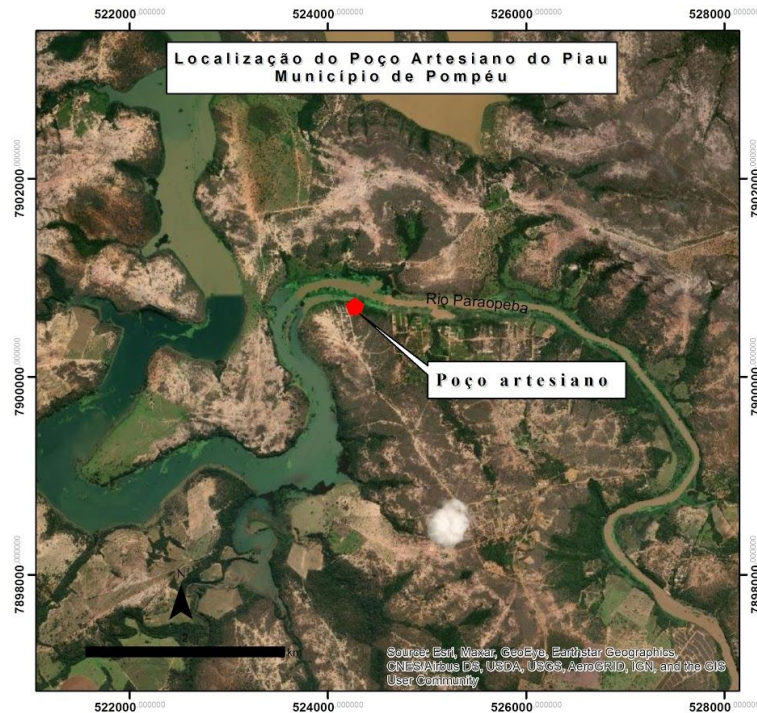 522000,000000 524000,000000 526000,000000 528000,000000
Localização do Poço Artesiano do Piau
Município de Pompéu
7902000,000000
7902000,000000
Rio Paraopeba
Poço artesiano
7900000,000000
7900000,000000
7898000,000000
7898000,000000
2
km
Source: Esri, Maxar, GeoEye, Earthstar Geographics,
CNES/Airbus DS, USDA, USGS, AeroGRID, IGN, and the GIS
User Community
522000,000000 524000,000000 526000,000000 528000,000000